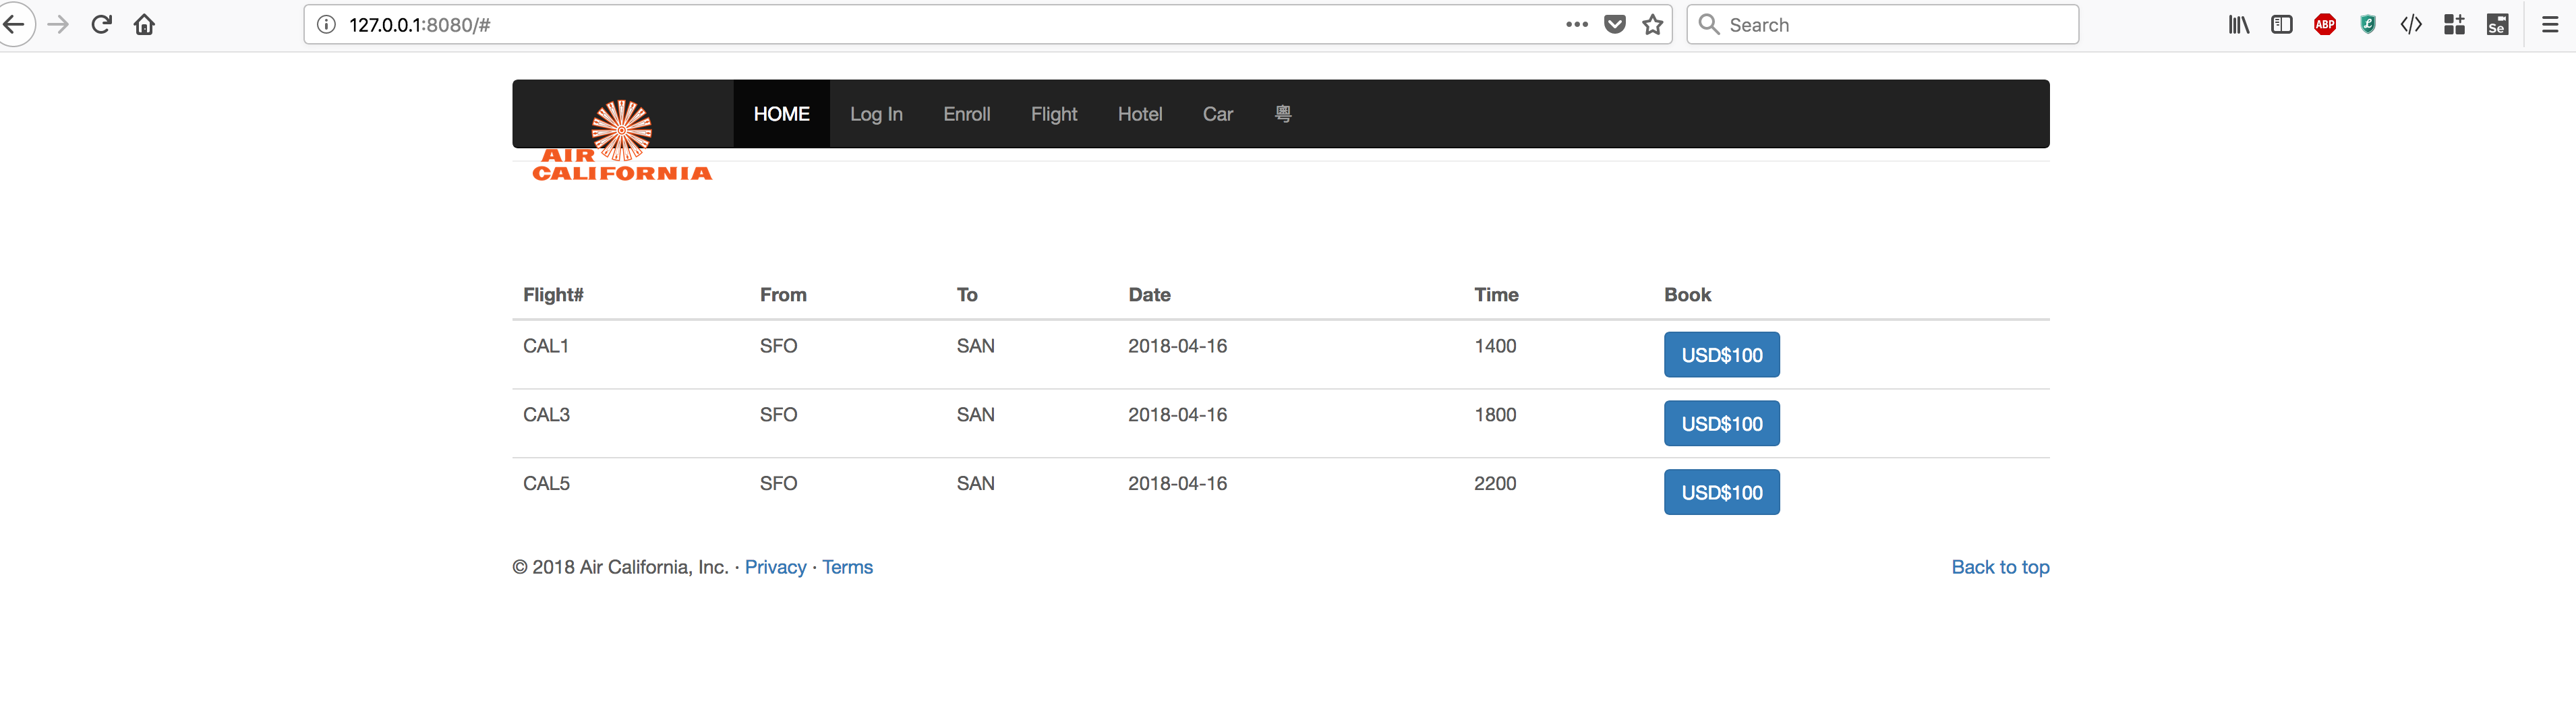 127.0.0.1:8080/#
Search
ABP
Se
AIR
CALIFORNIA
HOME Log In Enroll Flight Hotel Car 粵
Flight# From To Date Time Book
CAL1 SFO SAN 2018-04-16 1400 USD$100
CAL3 SFO SAN 2018-04-16 1800 USD$100
CAL5 SFO SAN 2018-04-16 2200 USD$100
© 2018 Air California, Inc. · Privacy · Terms Back to top